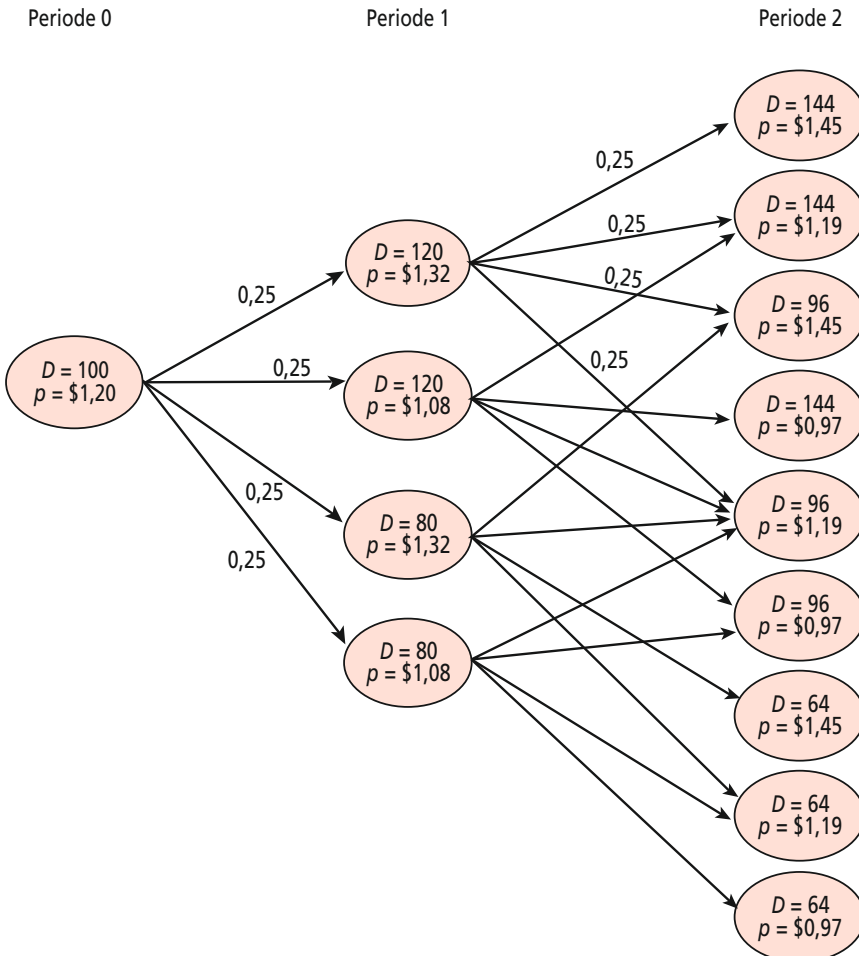 Periode 0
Periode 1
Periode 2
D = 100
p = $1,20
0,25
0,25
0,25
0,25
D = 120
p = $1,32
D = 120
p = $1,08
D = 80
p = $1,32
D = 80
p = $1,08
0,25
0,25
0,25
0,25
D = 144
p = $1,45
D = 144
p = $1,19
D = 96
p = $1,45
D = 144
p = $0,97
D = 96
p = $1,19
D = 96
p = $0,97
D = 64
p = $1,45
D = 64
p = $1,19
D = 64
p = $0,97